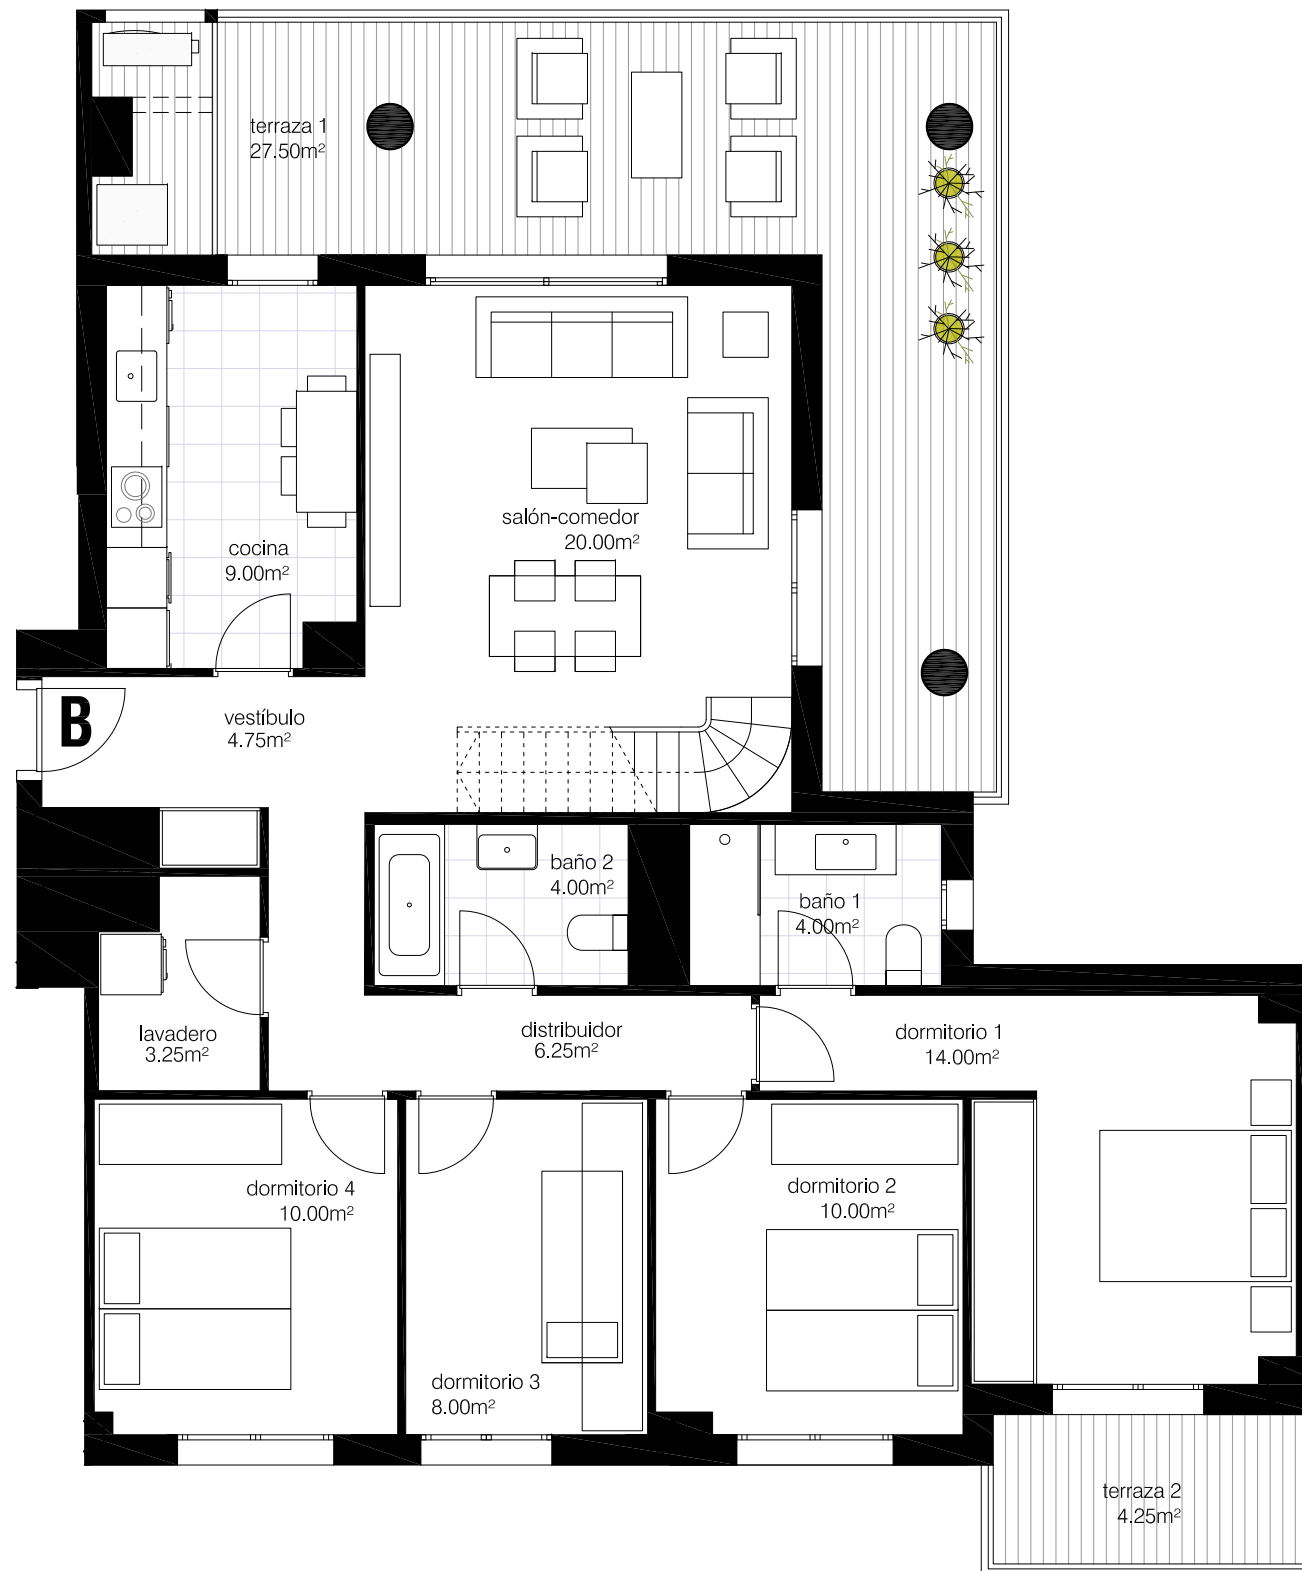 terraza 1
27.50m²
cocina
9.00m²
salón-comedor
20.00m²
B
vestíbulo
4.75m²
baño 2
4.00m²
baño 1
4.00m²
lavadero
3.25m²
distribuidor
6.25m²
dormitorio 1
14.00m²
dormitorio 4
10.00m²
dormitorio 3
8.00m²
dormitorio 2
10.00m²
terraza 2
4.25m²